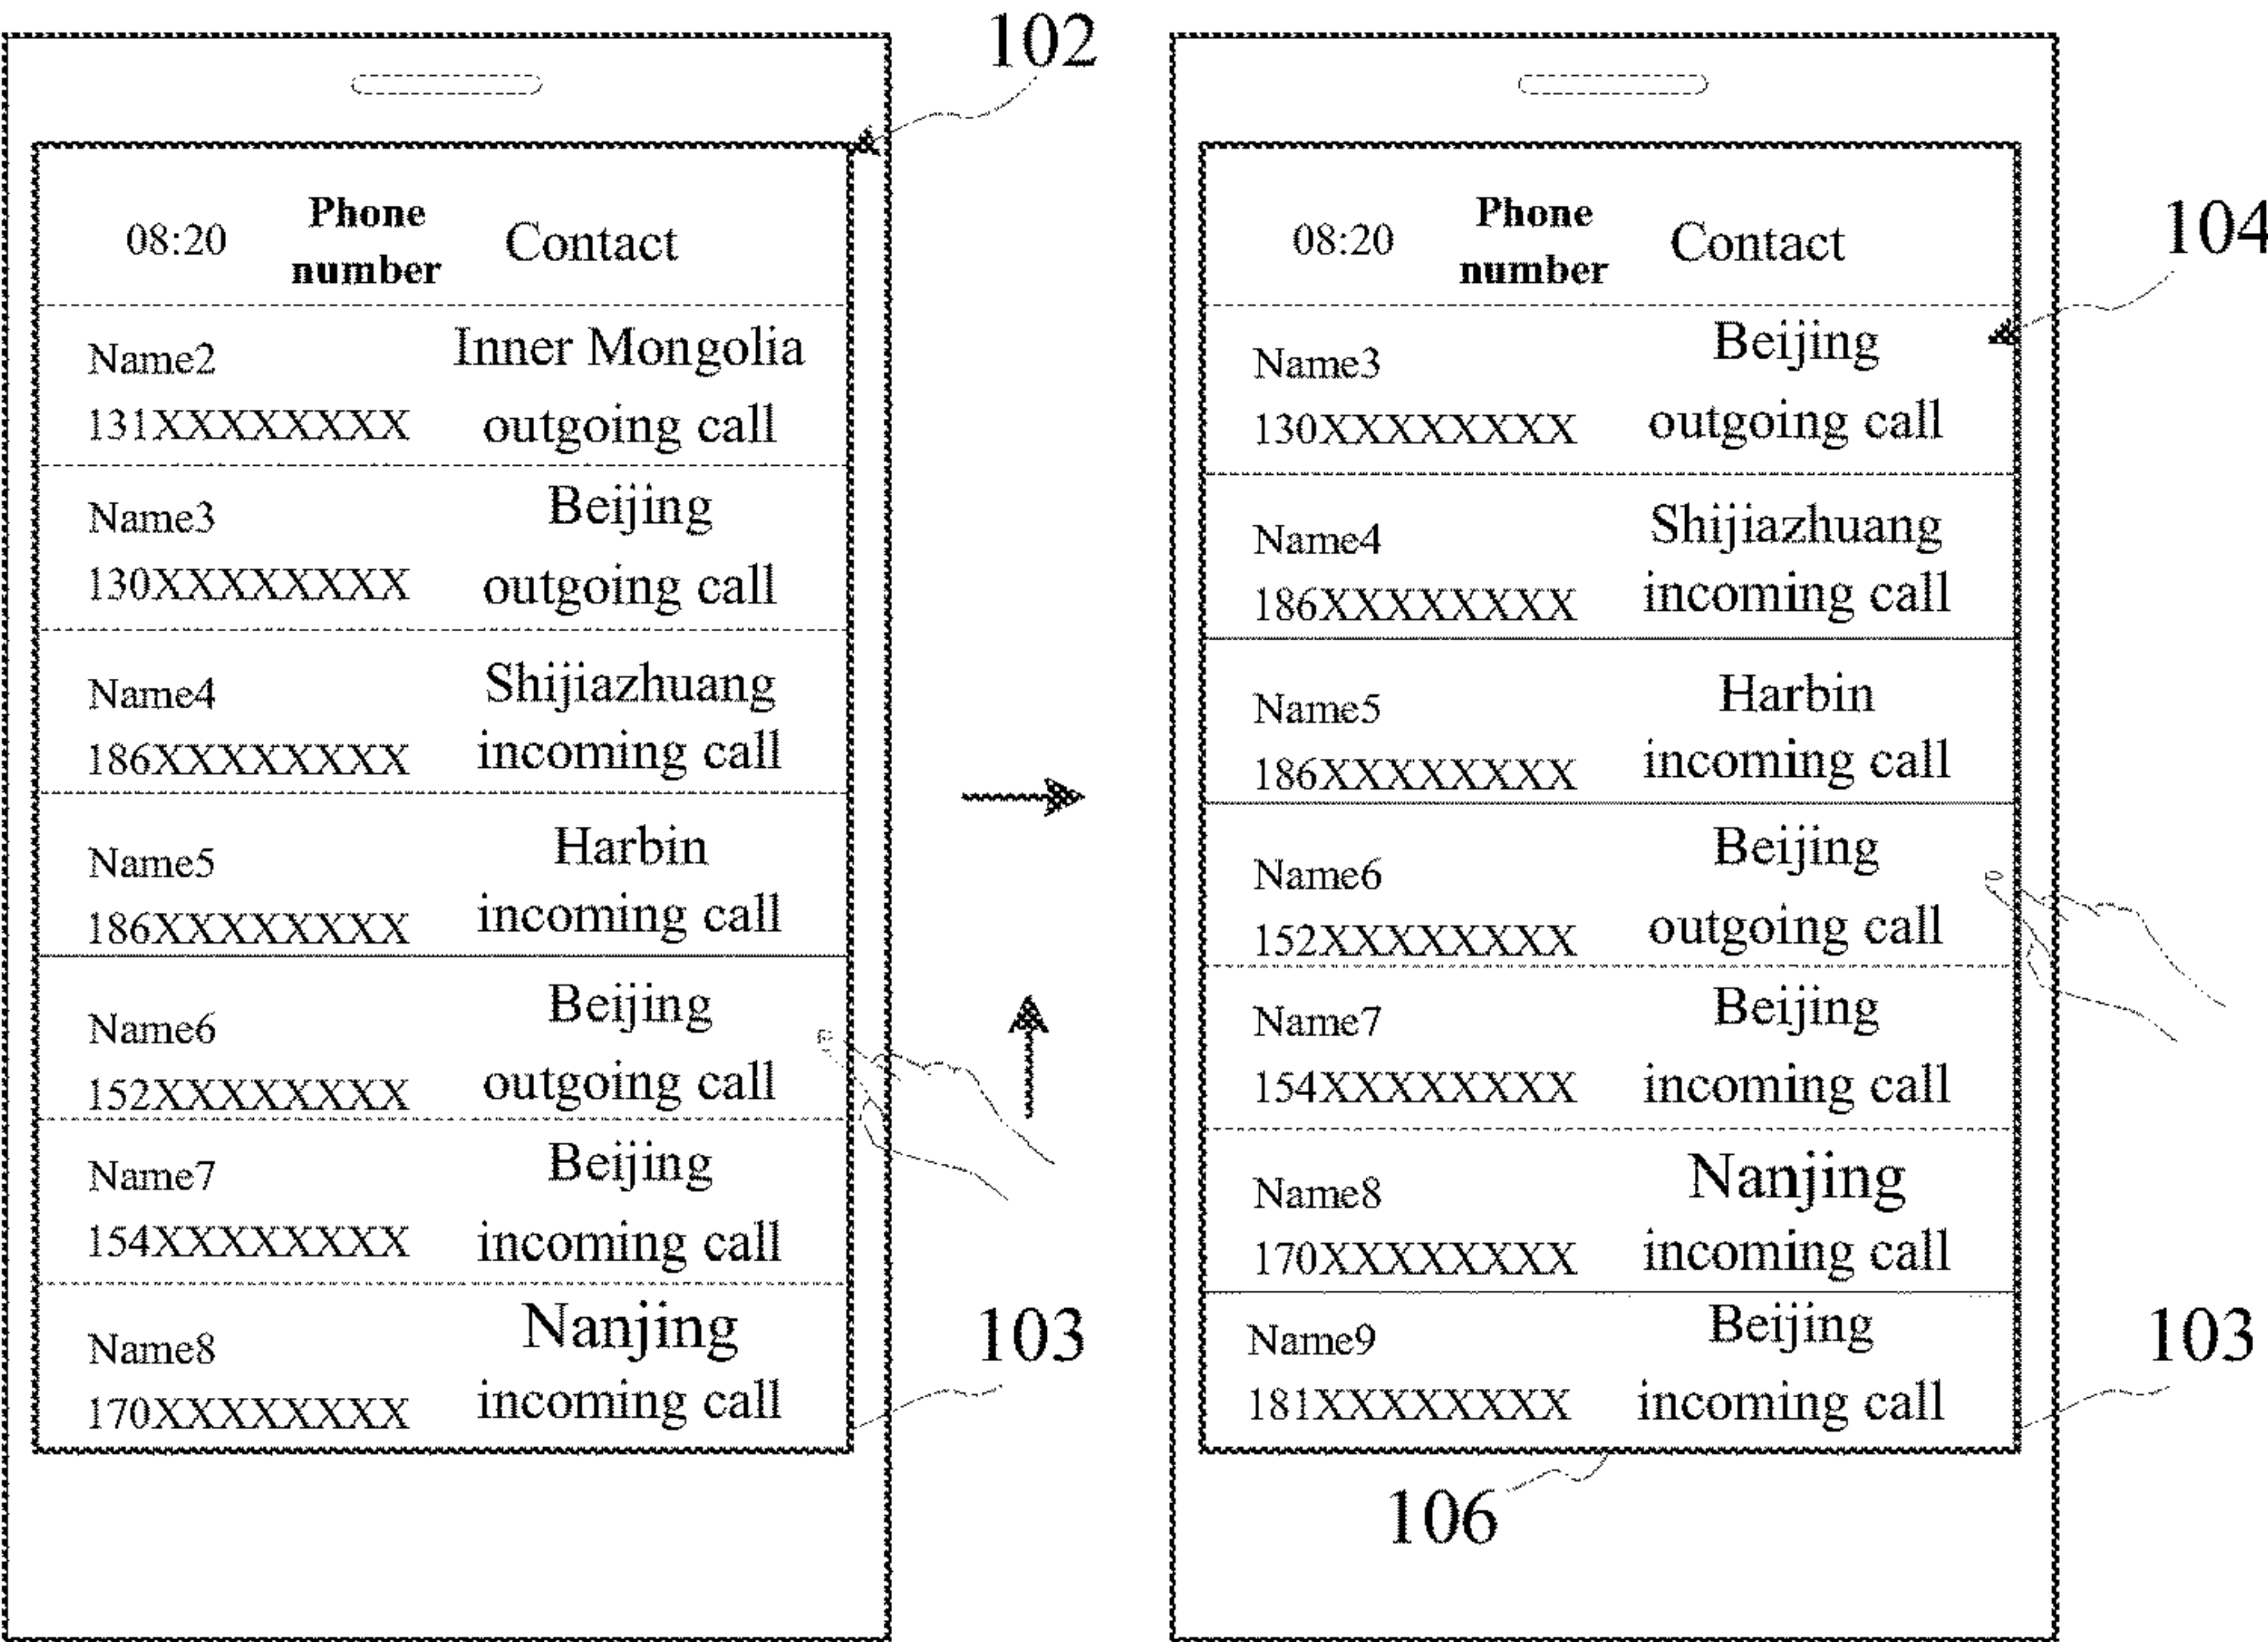 102
08:20
Phone
number
Contact
Name2
Inner Mongolia
131XXXXXXXX
outgoing call
Name3
Beijing
130XXXXXXXX
outgoing call
Name4
Shijiazhuang
186XXXXXXXX
incoming call
Name5
Harbin
186XXXXXXXX
incoming call
Name6
Beijing
152XXXXXXXX
outgoing call
Name7
Beijing
154XXXXXXXX
incoming call
Name8
Nanjing
170XXXXXXXX
incoming call
103
08:20
Phone
number
Contact
104
Name3
Beijing
130XXXXXXXX
outgoing call
Name4
Shijiazhuang
186XXXXXXXX
incoming call
Name5
Harbin
186XXXXXXXX
incoming call
Name6
Beijing
152XXXXXXXX
outgoing call
Name7
Beijing
154XXXXXXXX
incoming call
Name8
Nanjing
170XXXXXXXX
incoming call
Name9
Beijing
181XXXXXXXX
incoming call
103
106